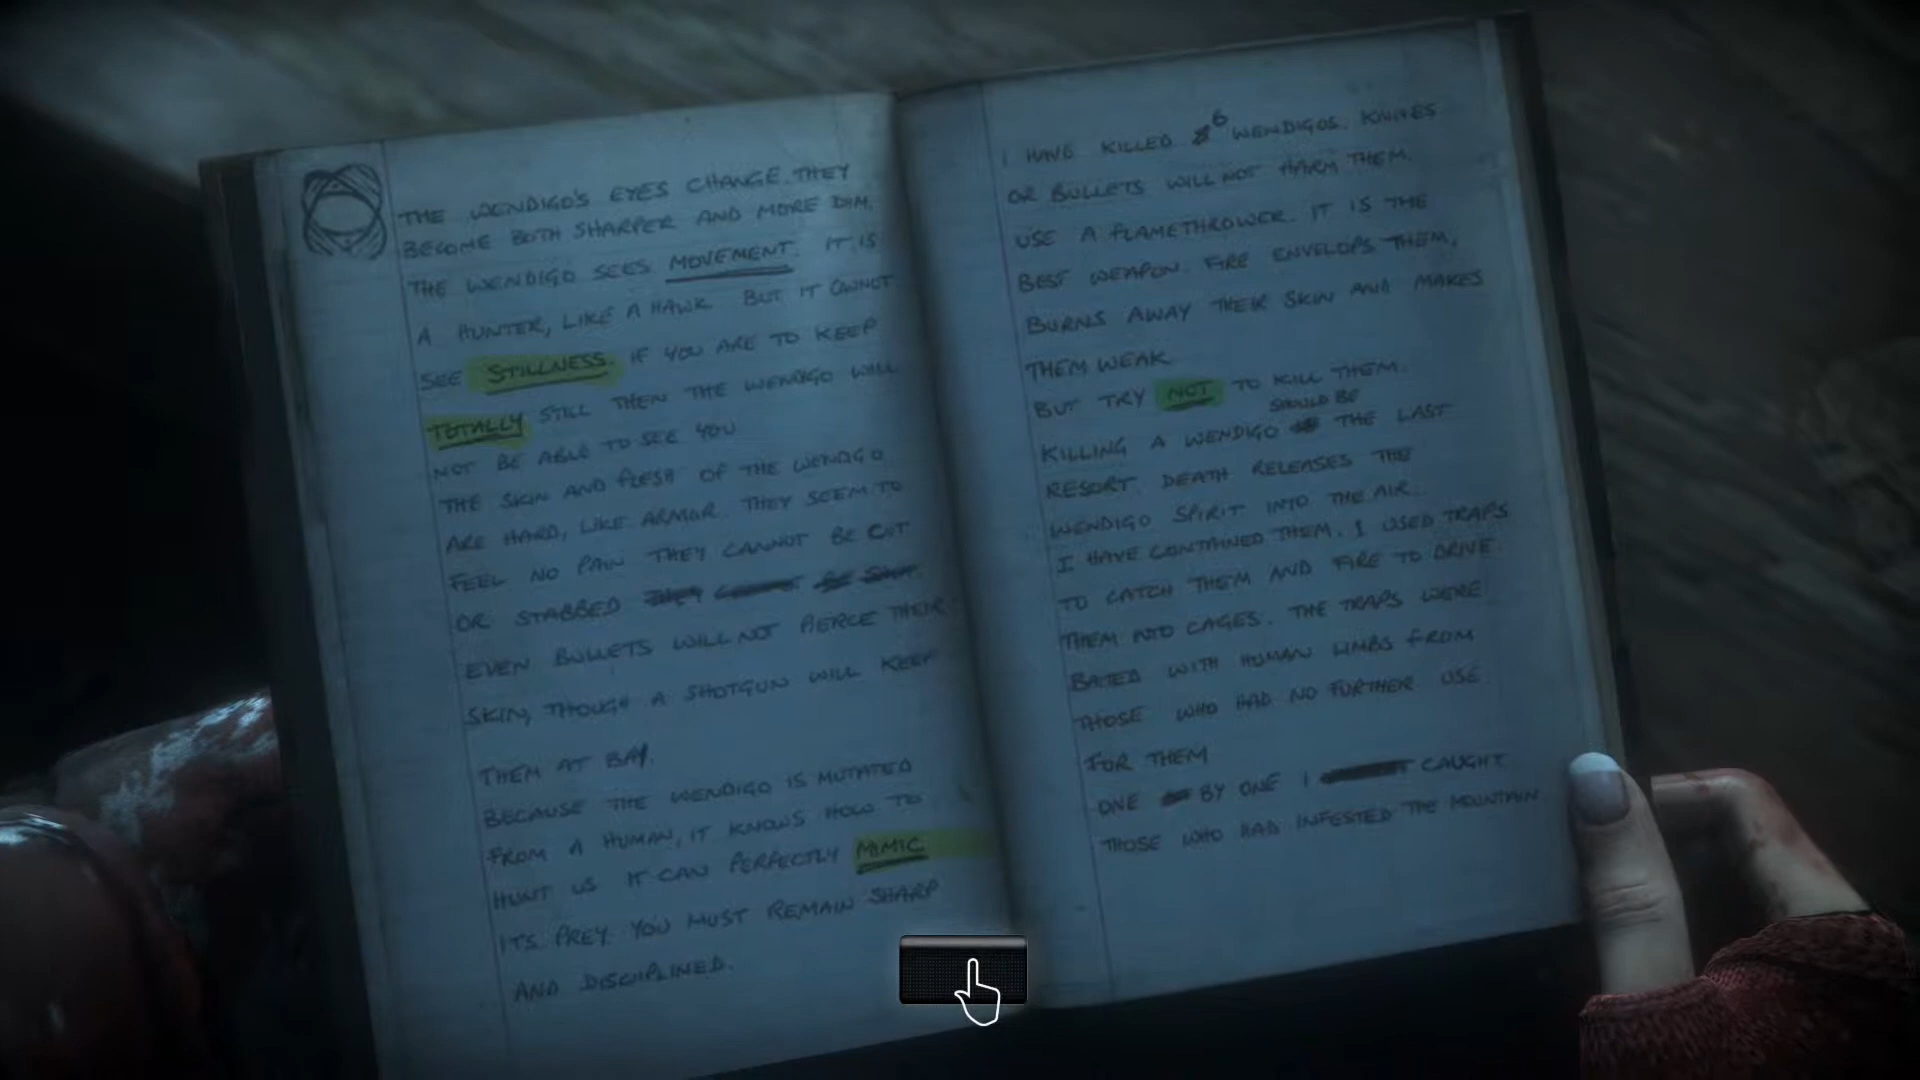 THE WENDIGO'S EYES CHANGE. THEY
BECOME BOTH SHARPER AND MORE DIM.
THE WENDIGO SEES MOVEMENT. IT IS
A HUNTER, LIKE A HAWK BUT IT CANNOT
SEE STILLNESS. IF YOU ARE TO KEEP
TOTALLY STILL THEN THE WENDIGO WILL
NOT BE ABLE TO SEE YOU
THE SKIN AND FLESH OF THE WENDIGO
ARE HARD, LIKE ARMOR. THEY SEEM TO
FEEL NO PAIN THEY CANNOT BE CUT
OR STABBED THEY CANNOT BE
EVEN BULLETS WILL NOT PIERCE THEIR
SKIN, THOUGH A SHOTGUN WILL KEEP
THEM AT BAY.
BECAUSE THE WENDIGO IS MUTATED
FROM A HUMAN, IT KNOWS HOW TO
HUNT US IT CAN PERFECTLY MIMIC
ITS PREY. YOU MUST REMAIN SHARP
AND DISCIPLINED.
I HAVE KILLED 6 WENDIGOS. KNIVES
OR BULLETS WILL NOT HARM THEM.
USE A FLAMETHROWER. IT IS THE
BEST WEAPON. FIRE ENVELOPS THEM,
BURNS AWAY THEIR SKIN AND MAKES
THEM WEAK
BUT TRY NOT TO KILL THEM.
KILLING A WENDIGO SHOULD BE THE LAST
RESORT. DEATH RELEASES THE
WENDIGO SPIRIT INTO THE AIR.
I HAVE CONTAINED THEM. I USED TRAPS
TO CATCH THEM AND FIRE TO DRIVE
THEM INTO CAGES. THE TRAPS WERE
BAITED WITH HUMAN LIMBS FROM
THOSE WHO HAD NO FURTHER USE
FOR THEM
ONE BY ONE I CAUGHT
THOSE WHO HAD INFESTED THE MOUNTAIN